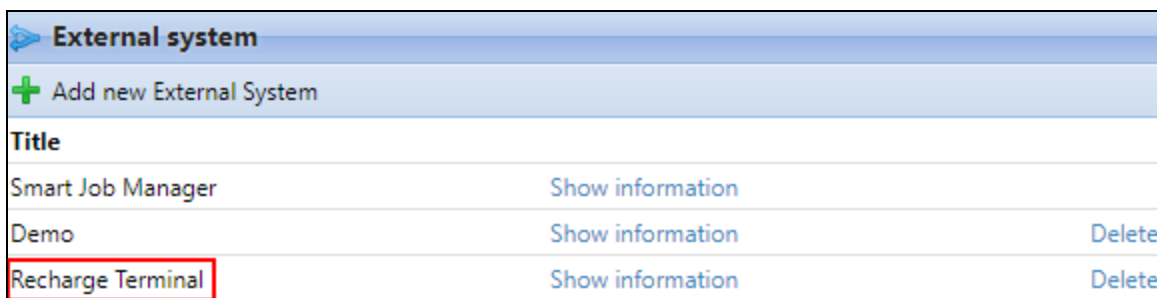 External system
Add new External System
Title
Smart Job Manager Show information
Demo Show information Delete
Recharge Terminal Show information Delete